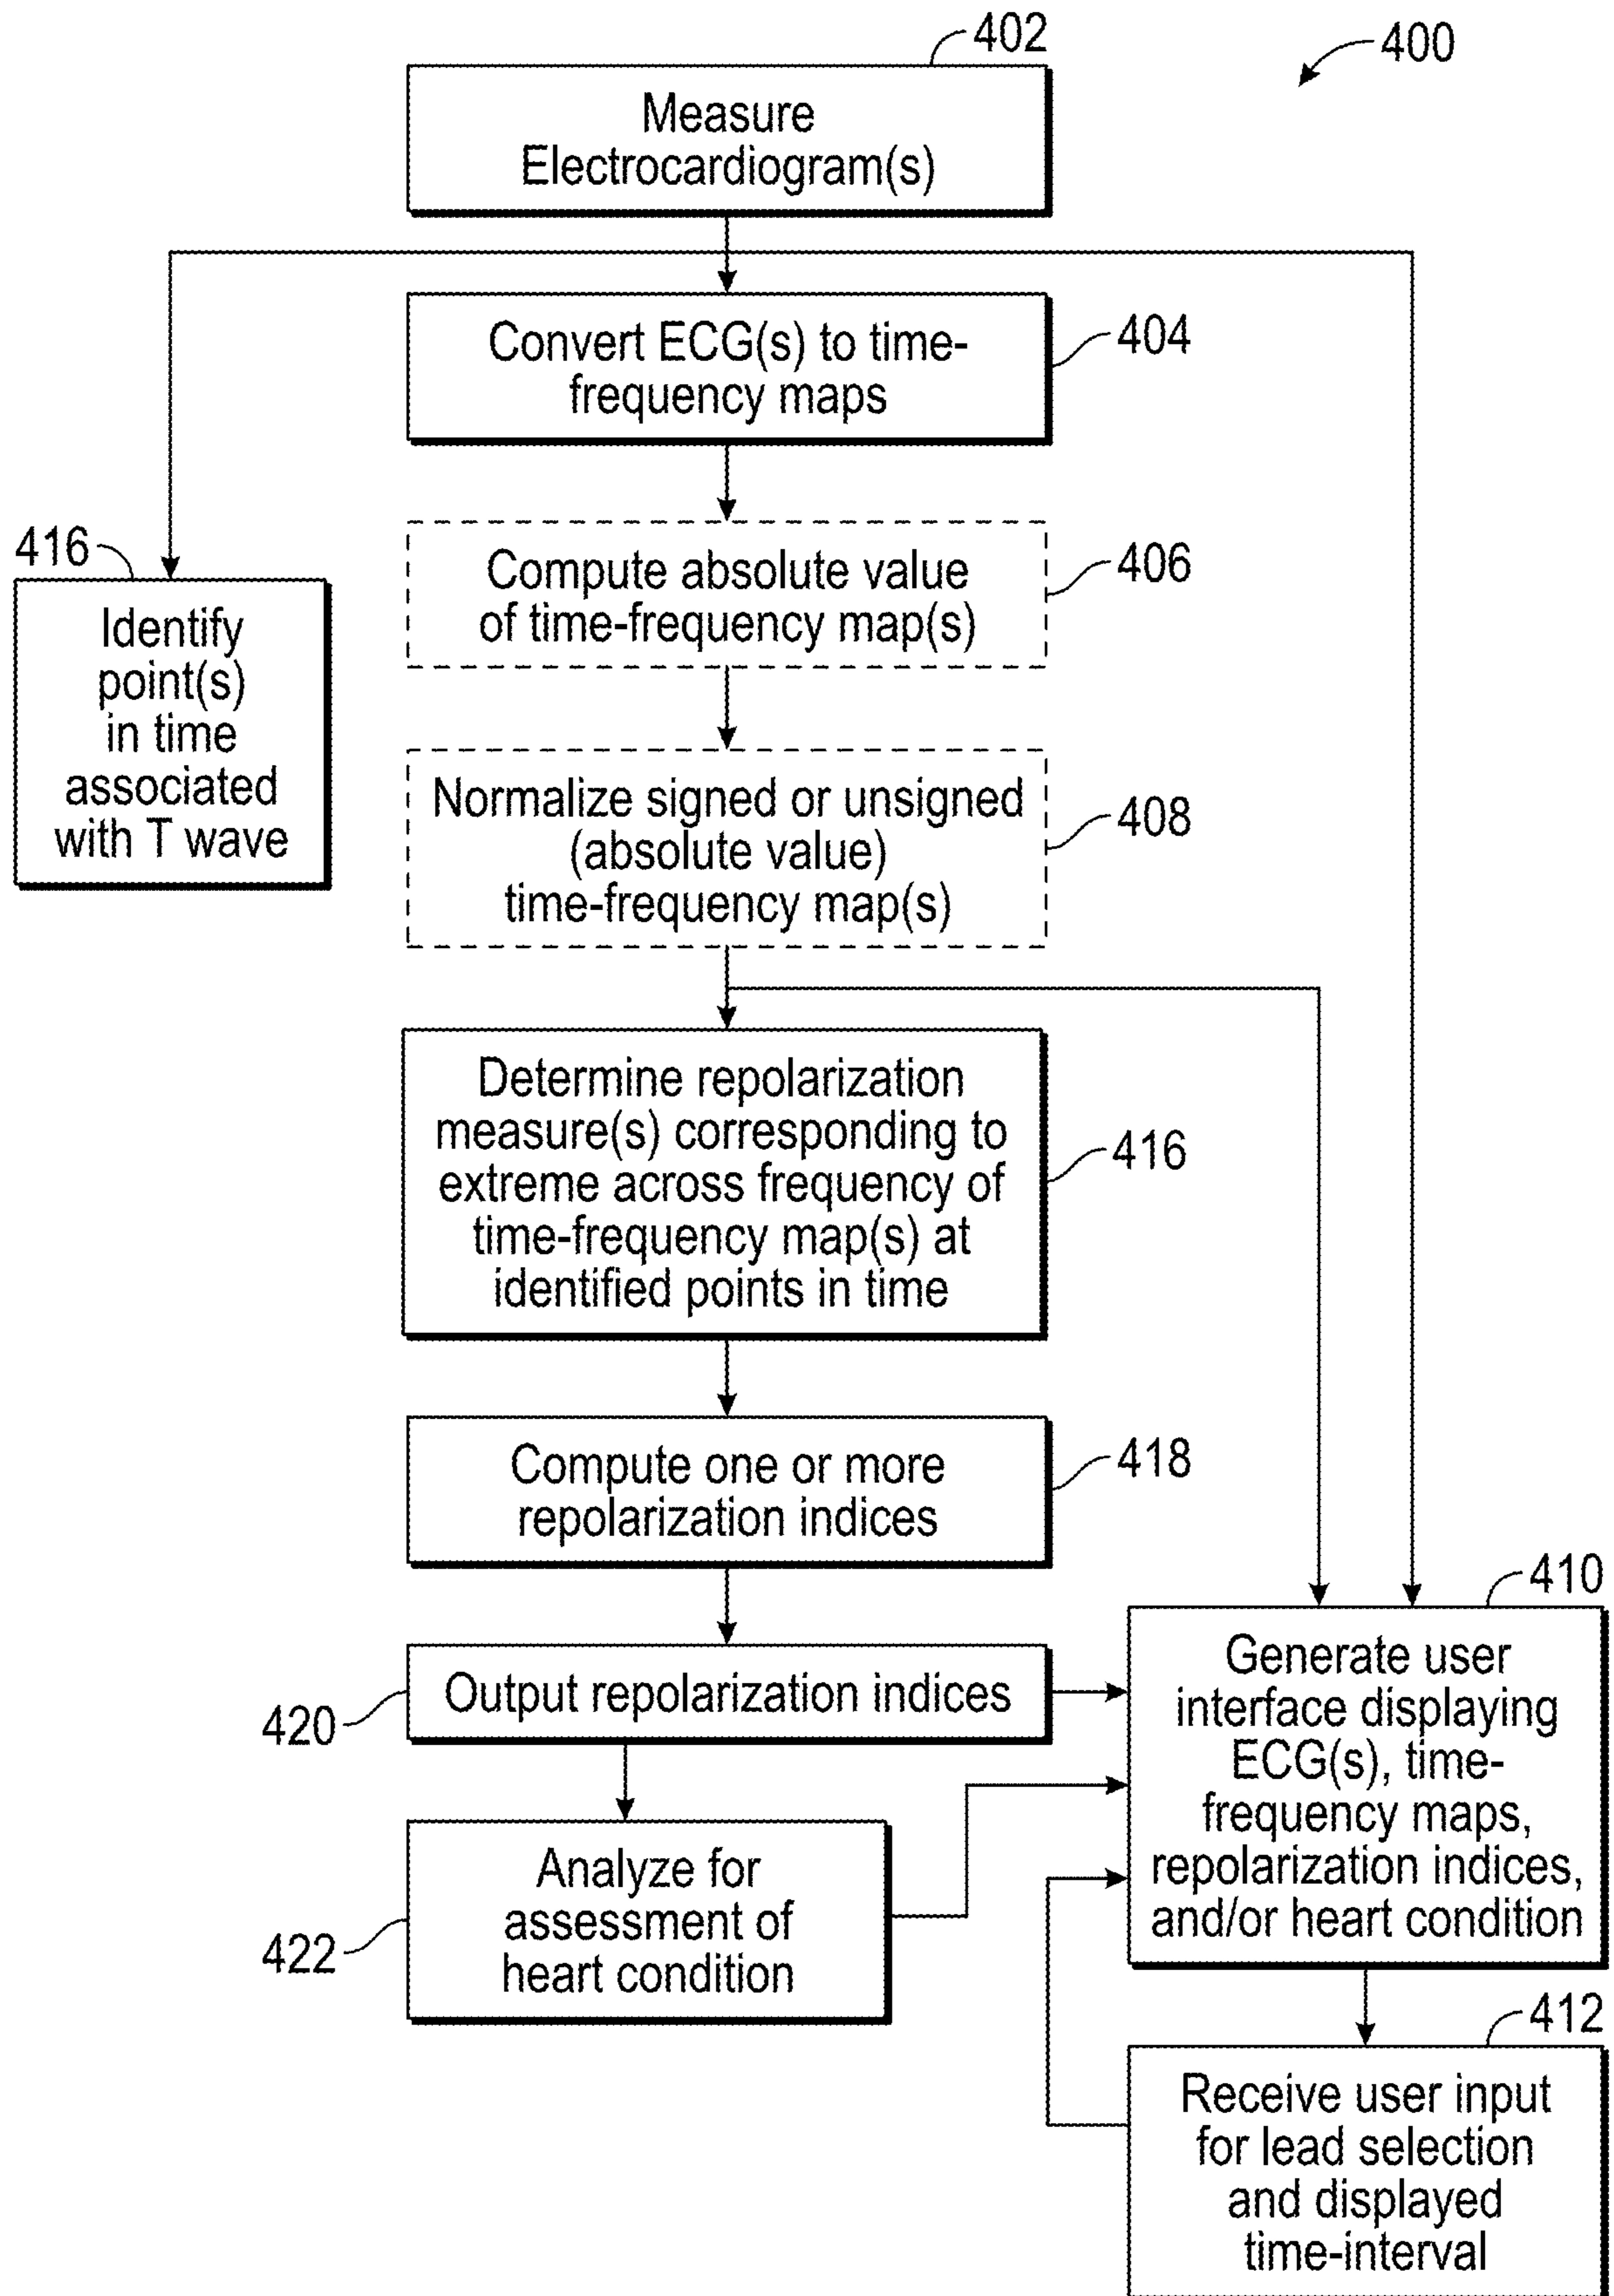 402
400
Measure
Electrocardiogram(s)
Convert ECG(s) to time-
frequency maps
404
416
Identify
point(s)
in time
associated
with T wave
Compute absolute value
of time-frequency map(s)
406
Normalize signed or unsigned
(absolute value)
time-frequency map(s)
408
Determine repolarization
measure(s) corresponding to
extreme across frequency of
time-frequency map(s) at
identified points in time
416
Compute one or more
repolarization indices
418
Output repolarization indices
420
Analyze for
assessment of
heart condition
422
410
Generate user
interface displaying
ECG(s), time-
frequency maps,
repolarization indices,
and/or heart condition
412
Receive user input
for lead selection
and displayed
time-interval